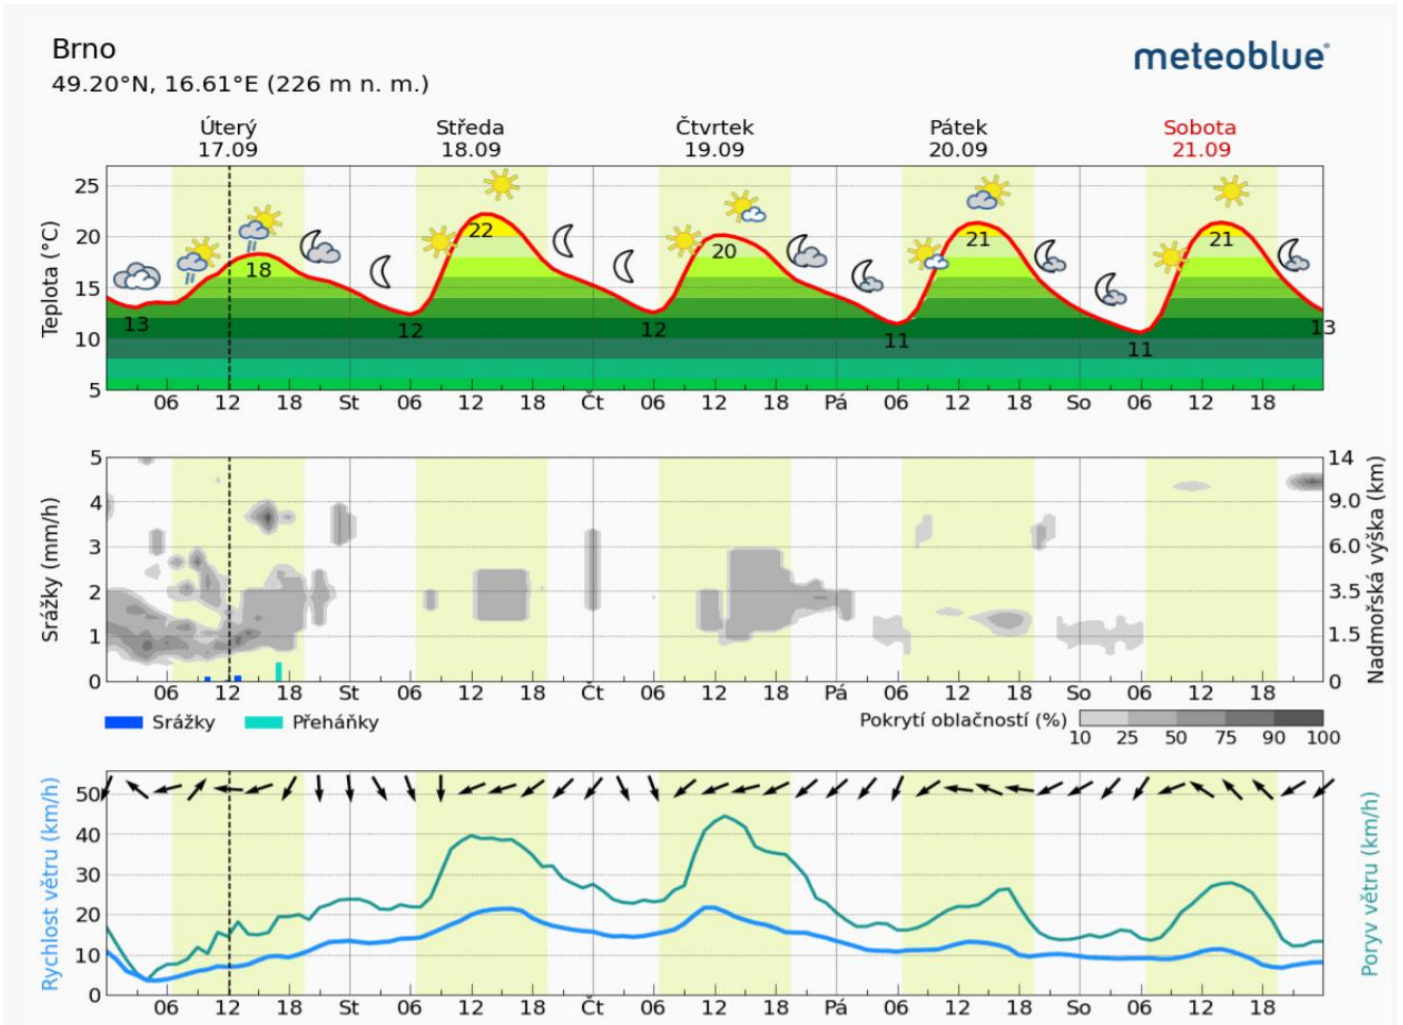 Brno
meteoblue
49.20°N, 16.61°E (226 m n. m.)
Úterý Středa Čtvrtek Pátek Sobota
17.09 18.09 19.09 20.09 21.09
Teplota (°C)
25
20
15
10
5
13 18 12 22 12 20 11 21 11 21 13
06 12 18 St 06 12 18 Čt 06 12 18 Pá 06 12 18 So 06 12 18
Srážky (mm/h)
5
4
3
2
1
0
14
9.0
6.0
3.5
1.5
0
Nadmořská výška (km)
06 12 18 St 06 12 18 Čt 06 12 18 Pá 06 12 18 So 06 12 18
Srážky Přeháňky Pokrytí oblačností (%)
10 25 50 75 90 100
Rychlost větru (km/h)
50
40
30
20
10
0
Poryv větru (km/h)
06 12 18 St 06 12 18 Čt 06 12 18 Pá 06 12 18 So 06 12 18